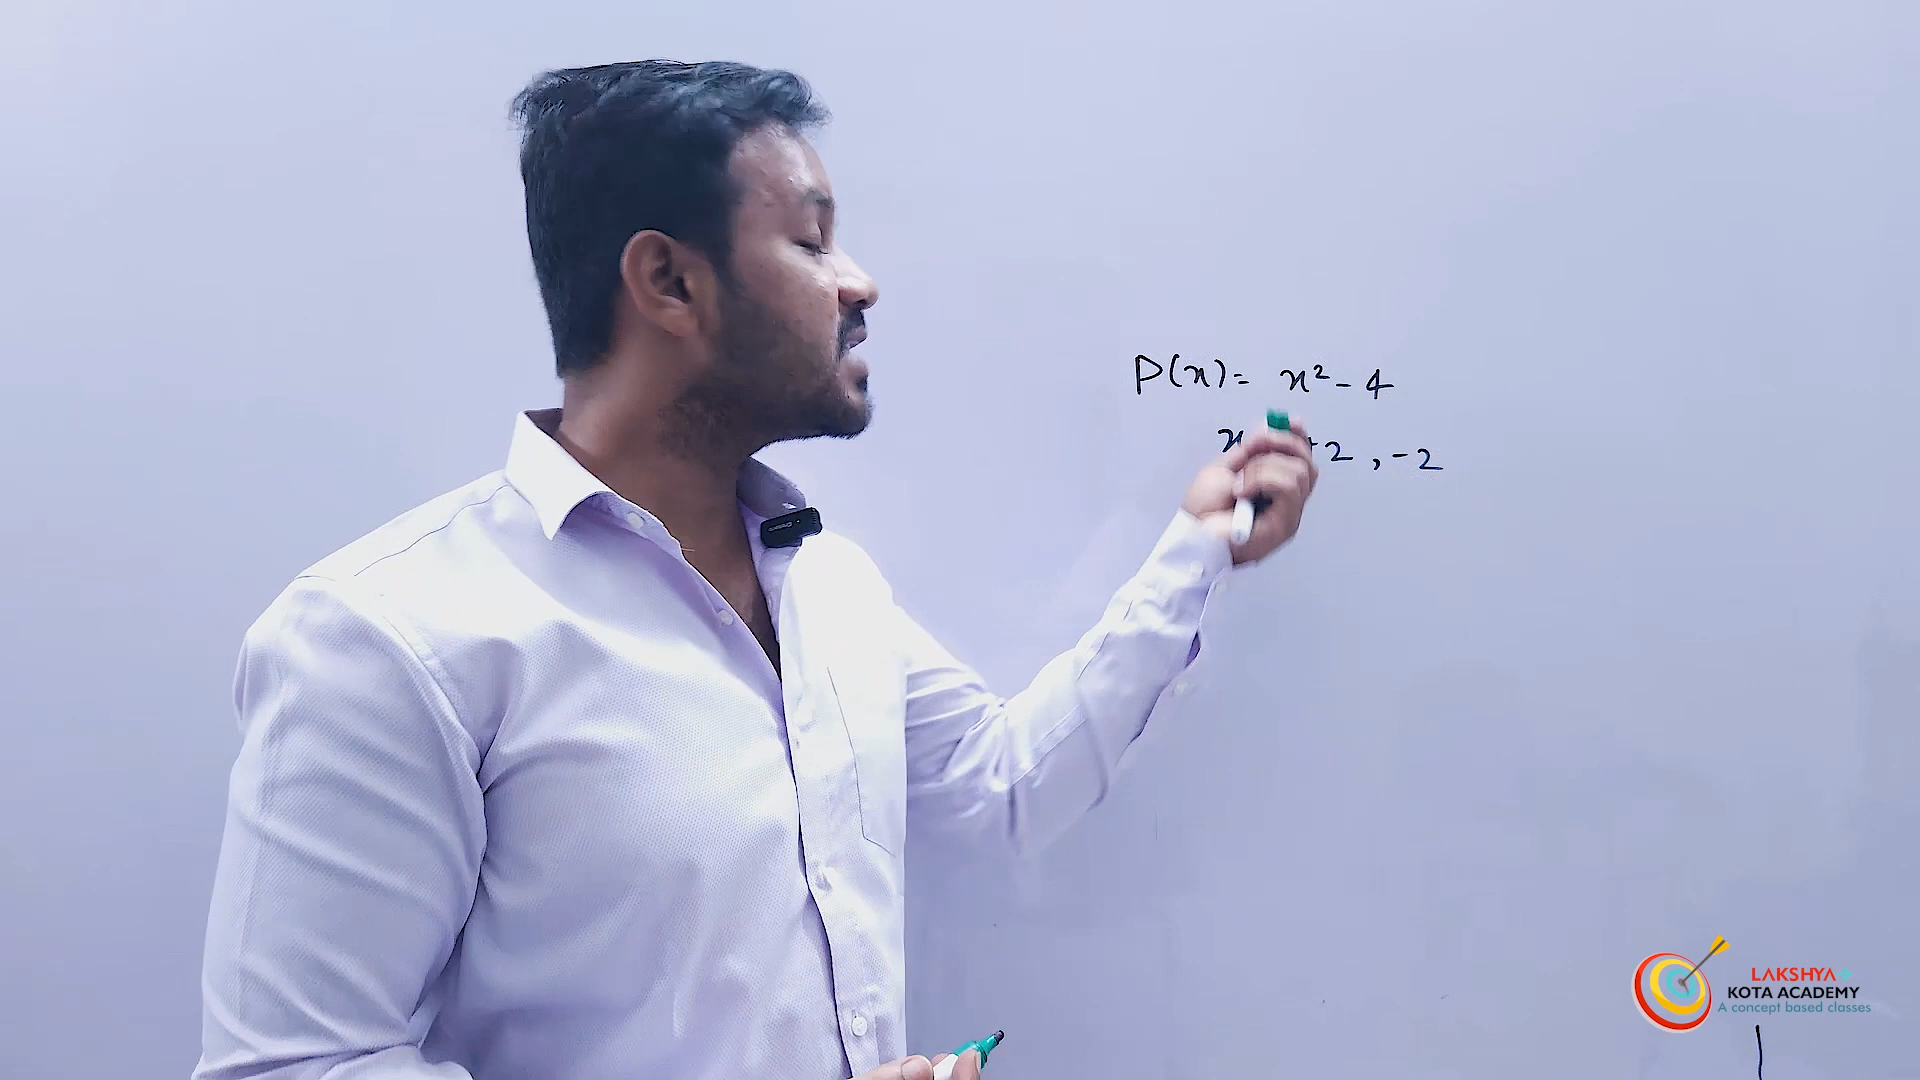 P(x) = x² - 4
x +2 , -2
LAKSHYA+
KOTA ACADEMY
A concept based classes